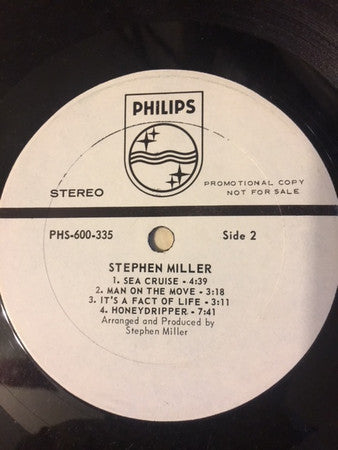 PHILIPS
STEREO
PROMOTIONAL COPY
NOT FOR SALE
PHS-600-335
Side 2
STEPHEN MILLER
1. SEA CRUISE • 4:39
2. MAN ON THE MOVE • 3:18
3. IT'S A FACT OF LIFE • 3:11
4. HONEYDRIPPER • 7:41
Arranged and Produced by
Stephen Miller